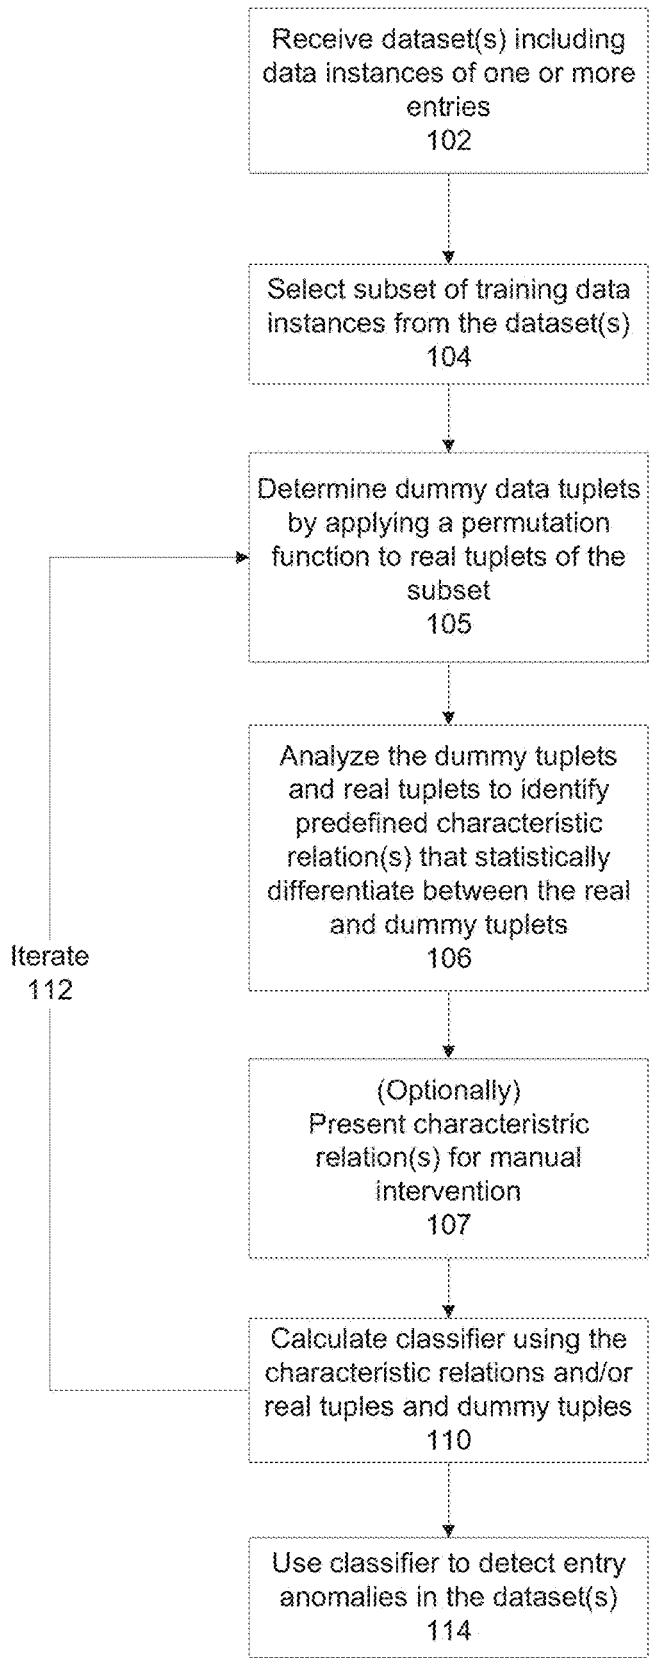 Receive dataset(s) including
data instances of one or more
entries
102
Select subset of training data
instances from the dataset(s)
104
Determine dummy data tuplets
by applying a permutation
function to real tuplets of the
subset
105
Analyze the dummy tuplets
and real tuplets to identify
predefined characteristic
relation(s) that statistically
differentiate between the real
and dummy tuplets
106
Iterate
112
(Optionally)
Present characteristric
relation(s) for manual
intervention
107
Calculate classifier using the
characteristic relations and/or
real tuples and dummy tuples
110
Use classifier to detect entry
anomalies in the dataset(s)
114